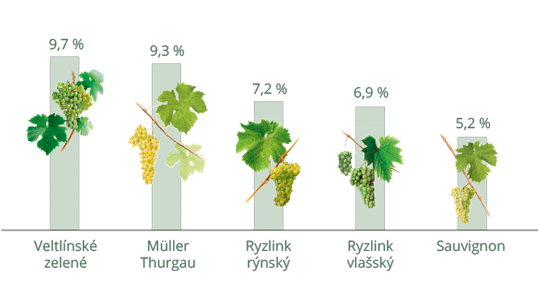 9,7 %
9,3 %
7,2 %
6,9 %
5,2 %
Veltlínské
zelené
Müller
Thurgau
Ryzlink
rýnský
Ryzlink
vlašský
Sauvignon